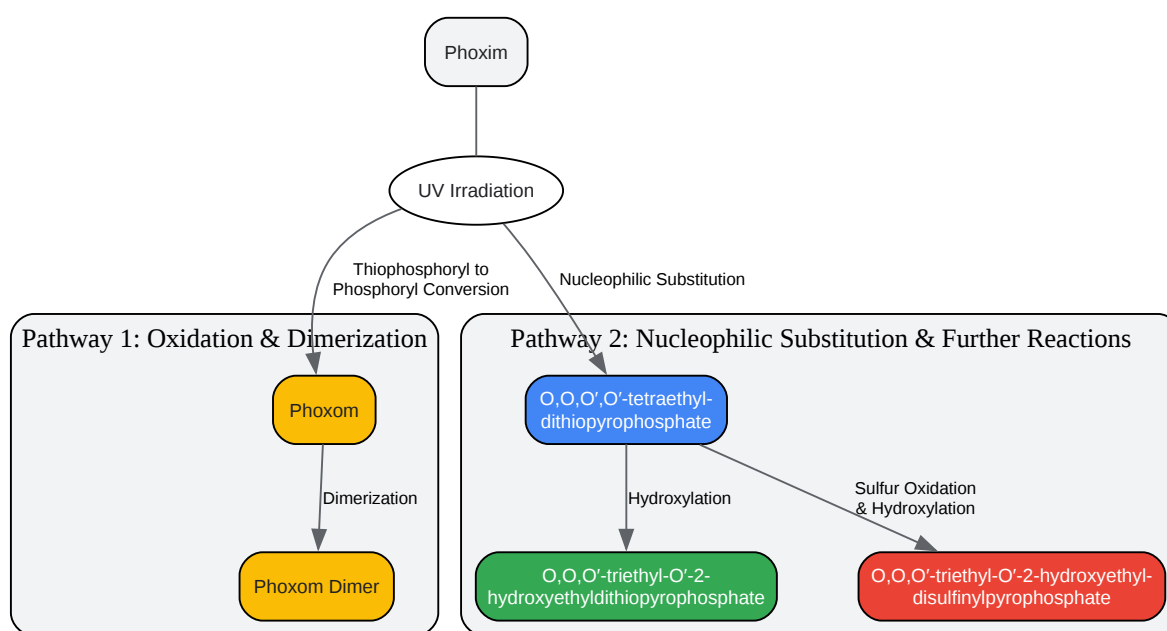 Phoxim
UV Irradiation
Thiophosphoryl to
Phosphoryl Conversion
Nucleophilic Substitution
Pathway 1: Oxidation & Dimerization
Pathway 2: Nucleophilic Substitution & Further Reactions
Phoxom
O,O,O′,O′-tetraethyl-
dithiopyrophosphate
Dimerization
Hydroxylation
Sulfur Oxidation
& Hydroxylation
Phoxom Dimer
O,O,O′-triethyl-O′-2-
hydroxyethyldithiopyrophosphate
O,O,O′-triethyl-O′-2-hydroxyethyl-
disulfinylpyrophosphate